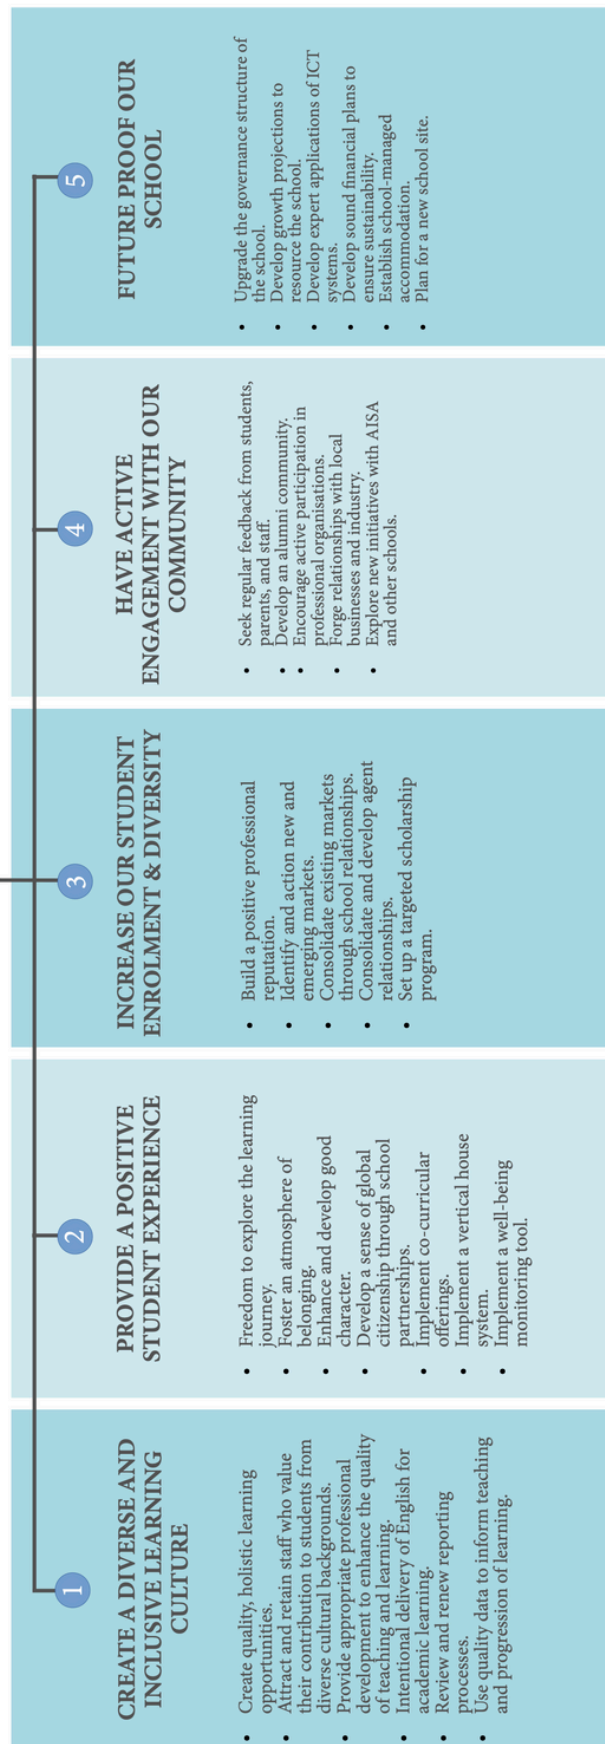 1
CREATE A DIVERSE AND
INCLUSIVE LEARNING
CULTURE
• Create quality, holistic learning
opportunities.
• Attract and retain staff who value
their contribution to students from
diverse cultural backgrounds.
• Provide appropriate professional
development to enhance the quality
of teaching and learning.
• Intentional delivery of English for
academic learning.
• Review and renew reporting
processes.
• Use quality data to inform teaching
and progression of learning.
2
PROVIDE A POSITIVE
STUDENT EXPERIENCE
• Freedom to explore the learning
journey.
• Foster an atmosphere of
belonging.
• Enhance and develop good
character.
• Develop a sense of global
citizenship through school
partnerships.
• Implement co-curricular
offerings.
• Implement a vertical house
system.
• Implement a well-being
monitoring tool.
3
INCREASE OUR STUDENT
ENROLMENT & DIVERSITY
• Build a positive professional
reputation.
• Identify and action new and
emerging markets.
• Consolidate existing markets
through school relationships.
• Consolidate and develop agent
relationships.
• Set up a targeted scholarship
program.
4
HAVE ACTIVE
ENGAGEMENT WITH OUR
COMMUNITY
• Seek regular feedback from students,
parents, and staff.
• Develop an alumni community.
• Encourage active participation in
professional organisations.
• Forge relationships with local
businesses and industry.
• Explore new initiatives with AISA
and other schools.
5
FUTURE PROOF OUR
SCHOOL
• Upgrade the governance structure of
the school.
• Develop growth projections to
resource the school.
• Develop expert applications of ICT
systems.
• Develop sound financial plans to
ensure sustainability.
• Establish school-managed
accommodation.
• Plan for a new school site.